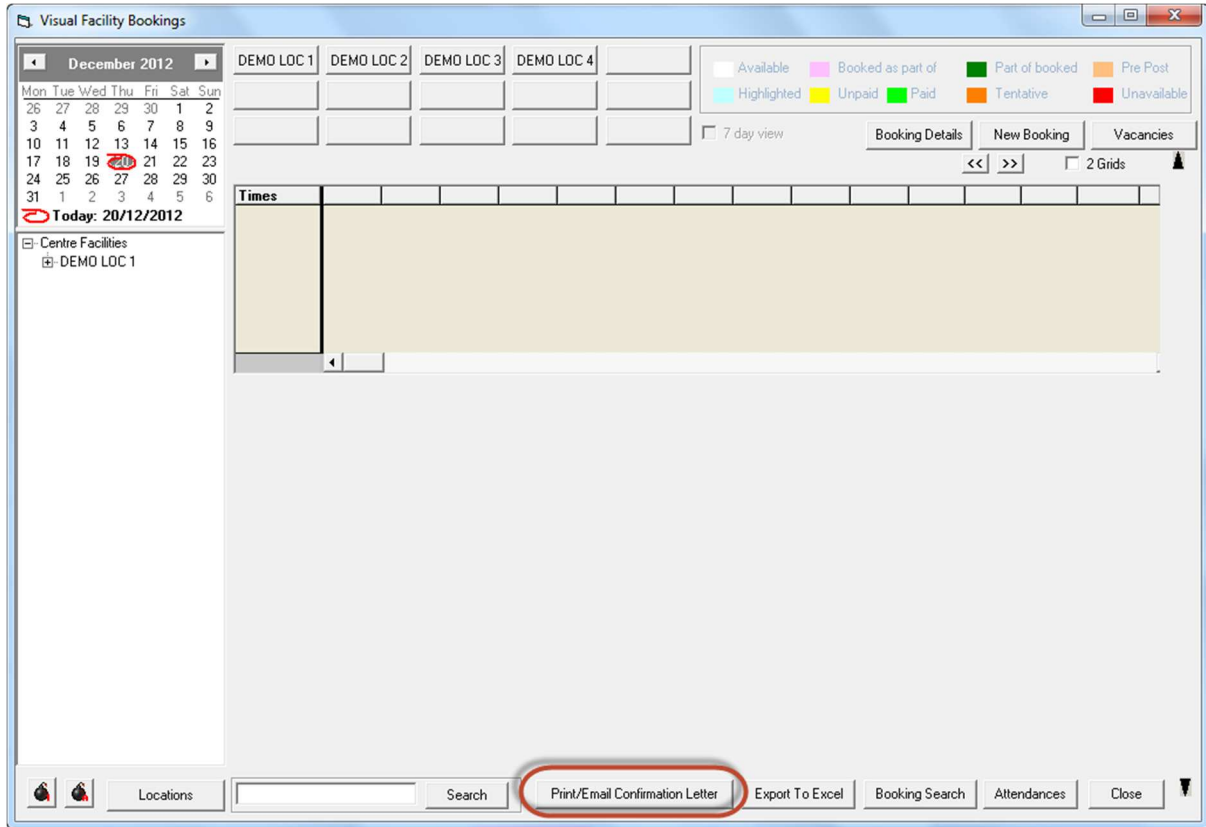 Visual Facility Bookings
December 2012
Mon Tue Wed Thu Fri Sat Sun
26 27 28 29 30 1 2
3 4 5 6 7 8 9
10 11 12 13 14 15 16
17 18 19 20 21 22 23
24 25 26 27 28 29 30
31 1 2 3 4 5 6
Today: 20/12/2012
DEMO LOC 1 DEMO LOC 2 DEMO LOC 3 DEMO LOC 4
Available Booked as part of Part of booked Pre Post
Highlighted Unpaid Paid Tentative Unavailable
7 day view Booking Details New Booking Vacancies
<< >> 2 Grids
Times
Centre Facilities
DEMO LOC 1
Locations Search Print/Email Confirmation Letter Export To Excel Booking Search Attendances Close